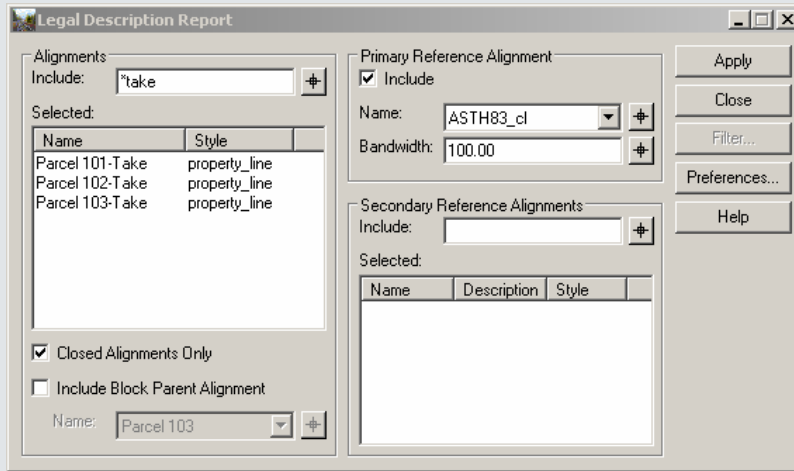 Legal Description Report
Alignments
Include: *take
Selected:
Name Style
Parcel 101-Take property_line
Parcel 102-Take property_line
Parcel 103-Take property_line
Closed Alignments Only
Include Block Parent Alignment
Name: Parcel 103
Primary Reference Alignment
Include
Name: ASTH83_cl
Bandwidth: 100.00
Secondary Reference Alignments
Include:
Selected:
Name Description Style
Apply
Close
Filter...
Preferences...
Help